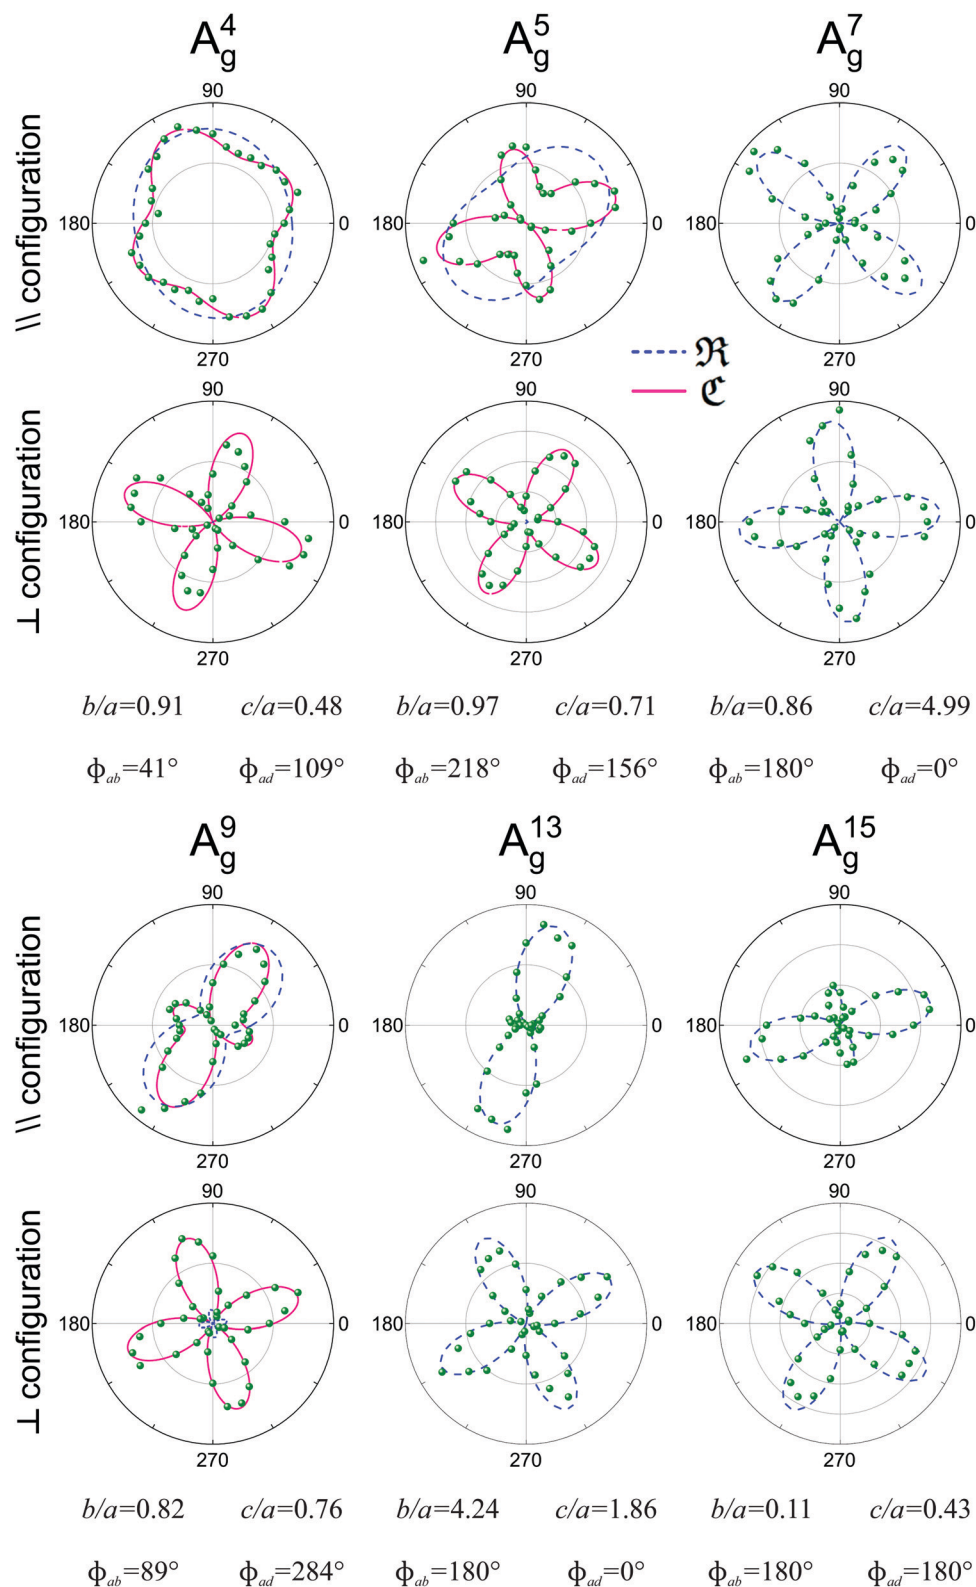 A_g^4 A_g^5 A_g^7
\\ configuration
90 90 90
180 0 180 0 180 0
270 270 270
ℜ
ℭ
⊥ configuration
90 90 90
180 0 180 0 180 0
270 270 270
b/a=0.91 c/a=0.48 b/a=0.97 c/a=0.71 b/a=0.86 c/a=4.99
ϕ_ab=41° ϕ_ad=109° ϕ_ab=218° ϕ_ad=156° ϕ_ab=180° ϕ_ad=0°
A_g^9 A_g^13 A_g^15
\\ configuration
90 90 90
180 0 180 0 180 0
270 270 270
⊥ configuration
90 90 90
180 0 180 0 180 0
270 270 270
b/a=0.82 c/a=0.76 b/a=4.24 c/a=1.86 b/a=0.11 c/a=0.43
ϕ_ab=89° ϕ_ad=284° ϕ_ab=180° ϕ_ad=0° ϕ_ab=180° ϕ_ad=180°